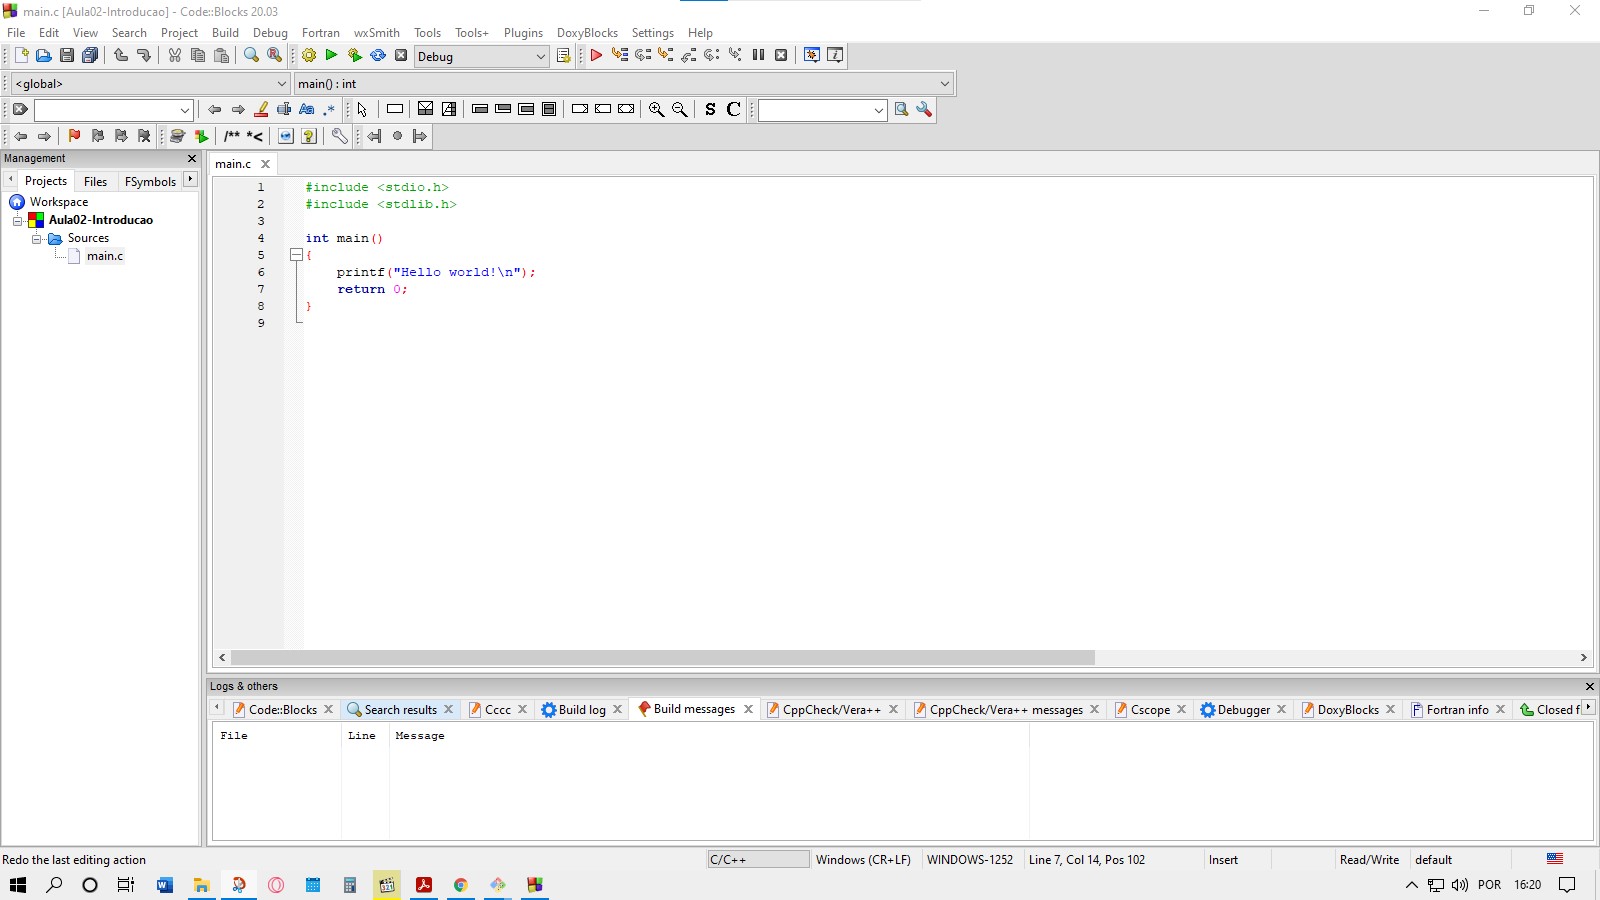 main.c [Aula02-Introducao] - Code::Blocks 20.03
File Edit View Search Project Build Debug Fortran wxSmith Tools Tools+ Plugins DoxyBlocks Settings Help
Debug
<global> main() : int
S C
/** *<
Management
Projects Files FSymbols
Workspace
Aula02-Introducao
Sources
main.c
main.c
1 #include <stdio.h>
2 #include <stdlib.h>
3
4 int main()
5 {
6 printf("Hello world!\n");
7 return 0;
8 }
9
Logs & others
Code::Blocks Search results Cccc Build log Build messages CppCheck/Vera++ CppCheck/Vera++ messages Cscope Debugger DoxyBlocks Fortran info Closed f
File Line Message
Redo the last editing action C/C++ Windows (CR+LF) WINDOWS-1252 Line 7, Col 14, Pos 102 Insert Read/Write default
POR 16:20